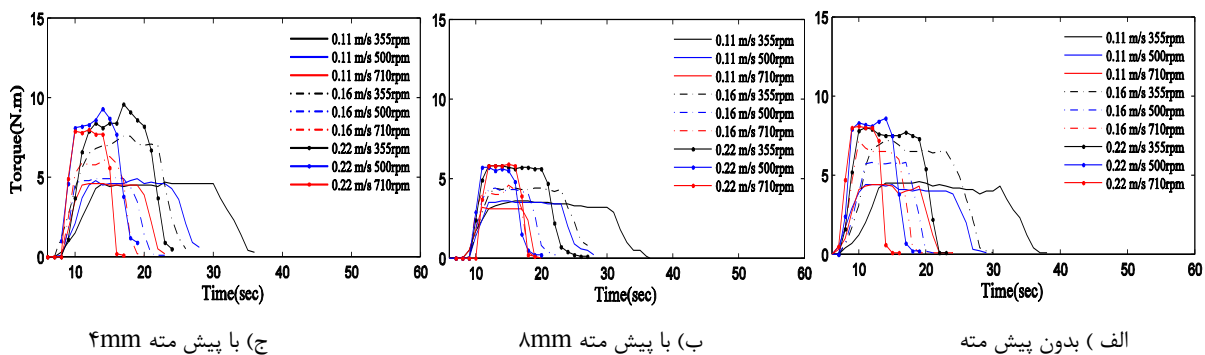 Torque(N.m)
15
10
5
0
10
20
30
40
50
60
Time(sec)
0.11 m/s 355rpm
0.11 m/s 500rpm
0.11 m/s 710rpm
0.16 m/s 355rpm
0.16 m/s 500rpm
0.16 m/s 710rpm
0.22 m/s 355rpm
0.22 m/s 500rpm
0.22 m/s 710rpm
ج) با پیش مته ۴mm
15
10
5
0
10
20
30
40
50
60
Time(sec)
0.11 m/s 355rpm
0.11 m/s 500rpm
0.11 m/s 710rpm
0.16 m/s 355rpm
0.16 m/s 500rpm
0.16 m/s 710rpm
0.22 m/s 355rpm
0.22 m/s 500rpm
0.22 m/s 710rpm
ب) با پیش مته ۸mm
15
10
5
0
10
20
30
40
50
60
Time(sec)
0.11 m/s 355rpm
0.11 m/s 500rpm
0.11 m/s 710rpm
0.16 m/s 355rpm
0.16 m/s 500rpm
0.16 m/s 710rpm
0.22 m/s 355rpm
0.22 m/s 500rpm
0.22 m/s 710rpm
الف ) بدون پیش مته